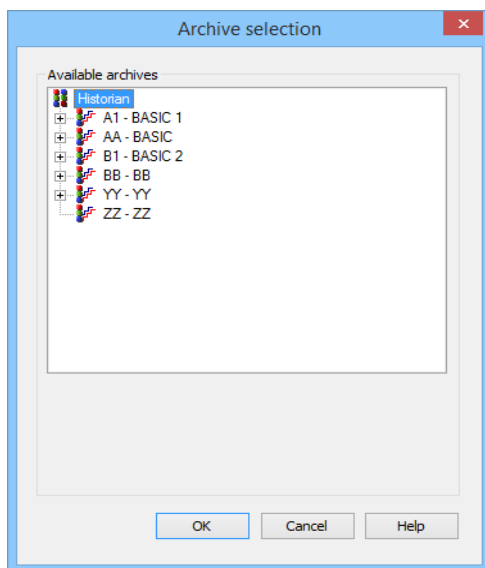 Archive selection
Available archives
Historian
A1 - BASIC 1
AA - BASIC
B1 - BASIC 2
BB - BB
YY - YY
ZZ - ZZ
OK Cancel Help